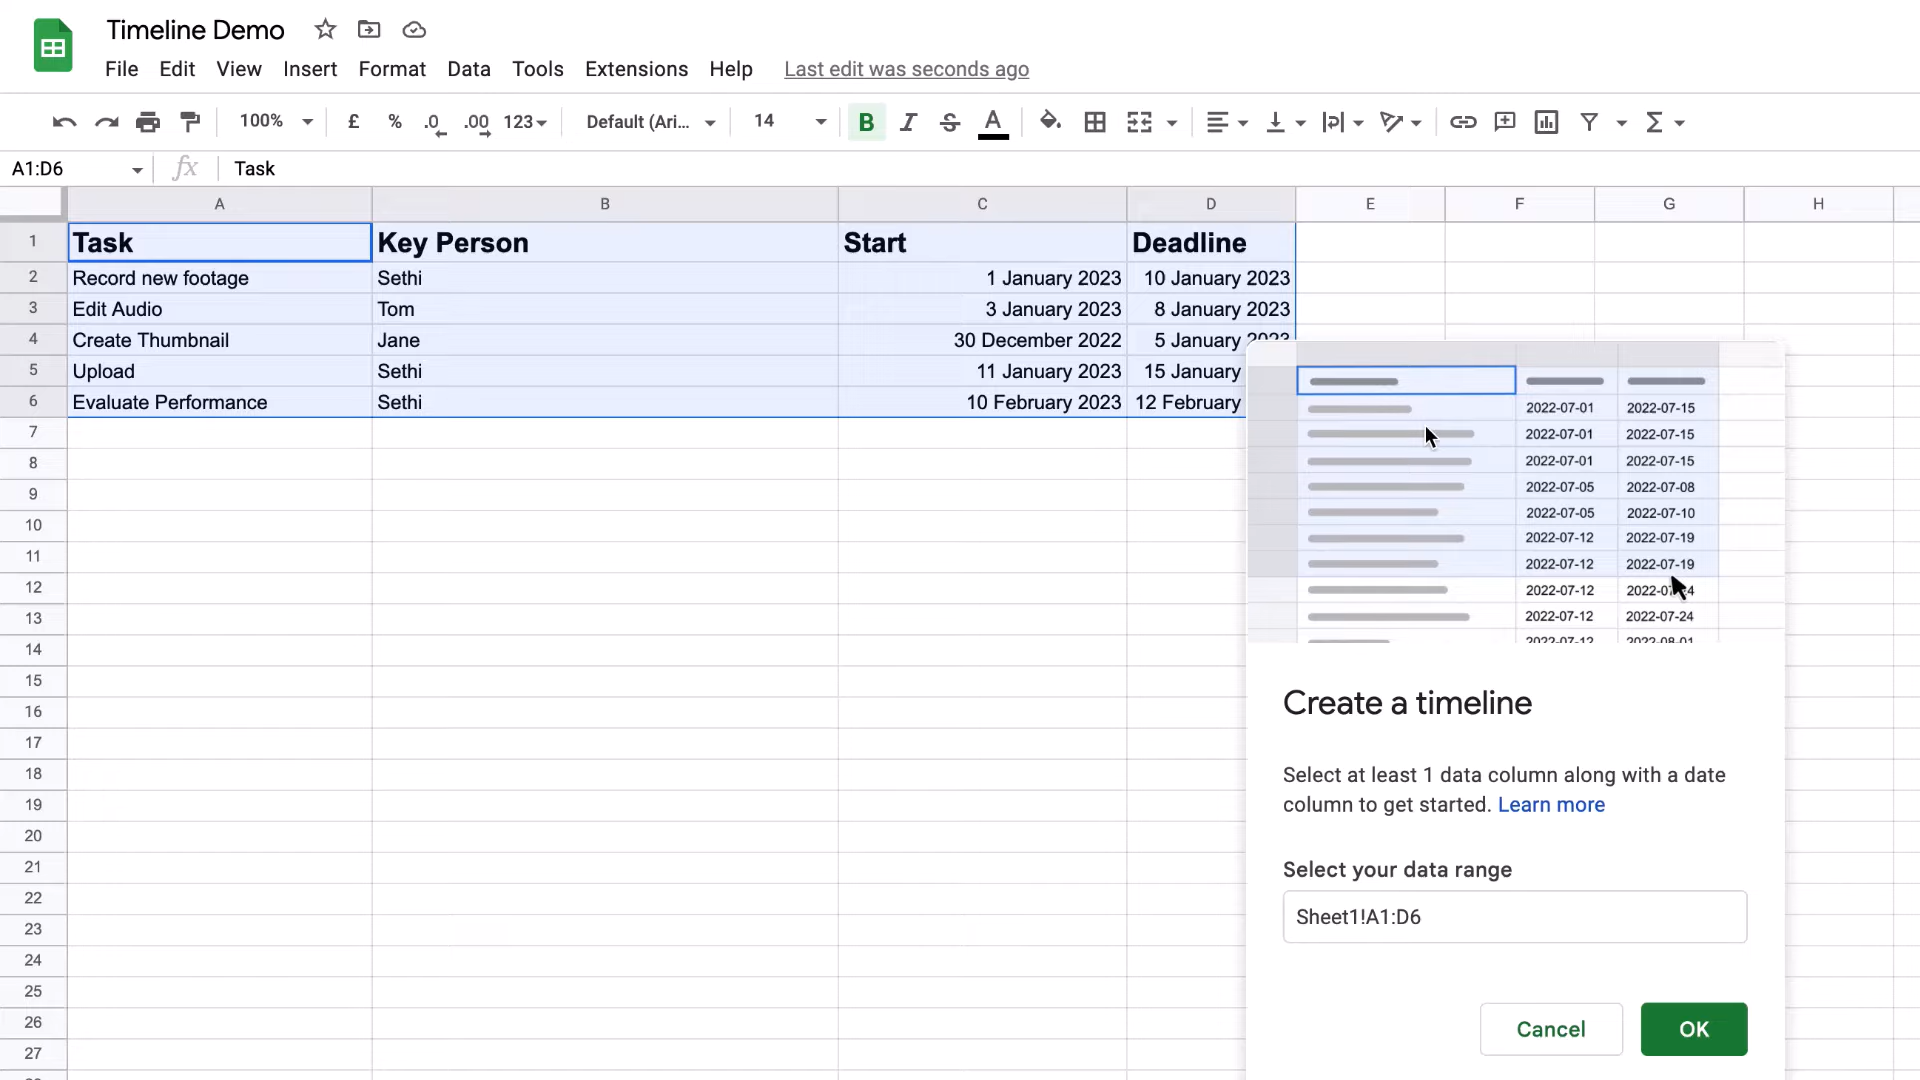 Timeline Demo
File Edit View Insert Format Data Tools Extensions Help Last edit was seconds ago
100% £ % .0 .00 123 Default (Ari... 14 B I S A
A1:D6 fx Task
A B C D E F G H
1 Task Key Person Start Deadline
2 Record new footage Sethi 1 January 2023 10 January 2023
3 Edit Audio Tom 3 January 2023 8 January 2023
4 Create Thumbnail Jane 30 December 2022 5 January 2023
5 Upload Sethi 11 January 2023 15 January
6 Evaluate Performance Sethi 10 February 2023 12 February
7
8
9
10
11
12
13
14
15
16
17
18
19
20
21
22
23
24
25
26
27
2022-07-01 2022-07-15
2022-07-01 2022-07-15
2022-07-01 2022-07-15
2022-07-05 2022-07-08
2022-07-05 2022-07-10
2022-07-12 2022-07-19
2022-07-12 2022-07-19
2022-07-12
2022-07-12 2022-07-24
2022-07-12 2022-08-01
Create a timeline
Select at least 1 data column along with a date
column to get started. Learn more
Select your data range
Sheet1!A1:D6
Cancel OK